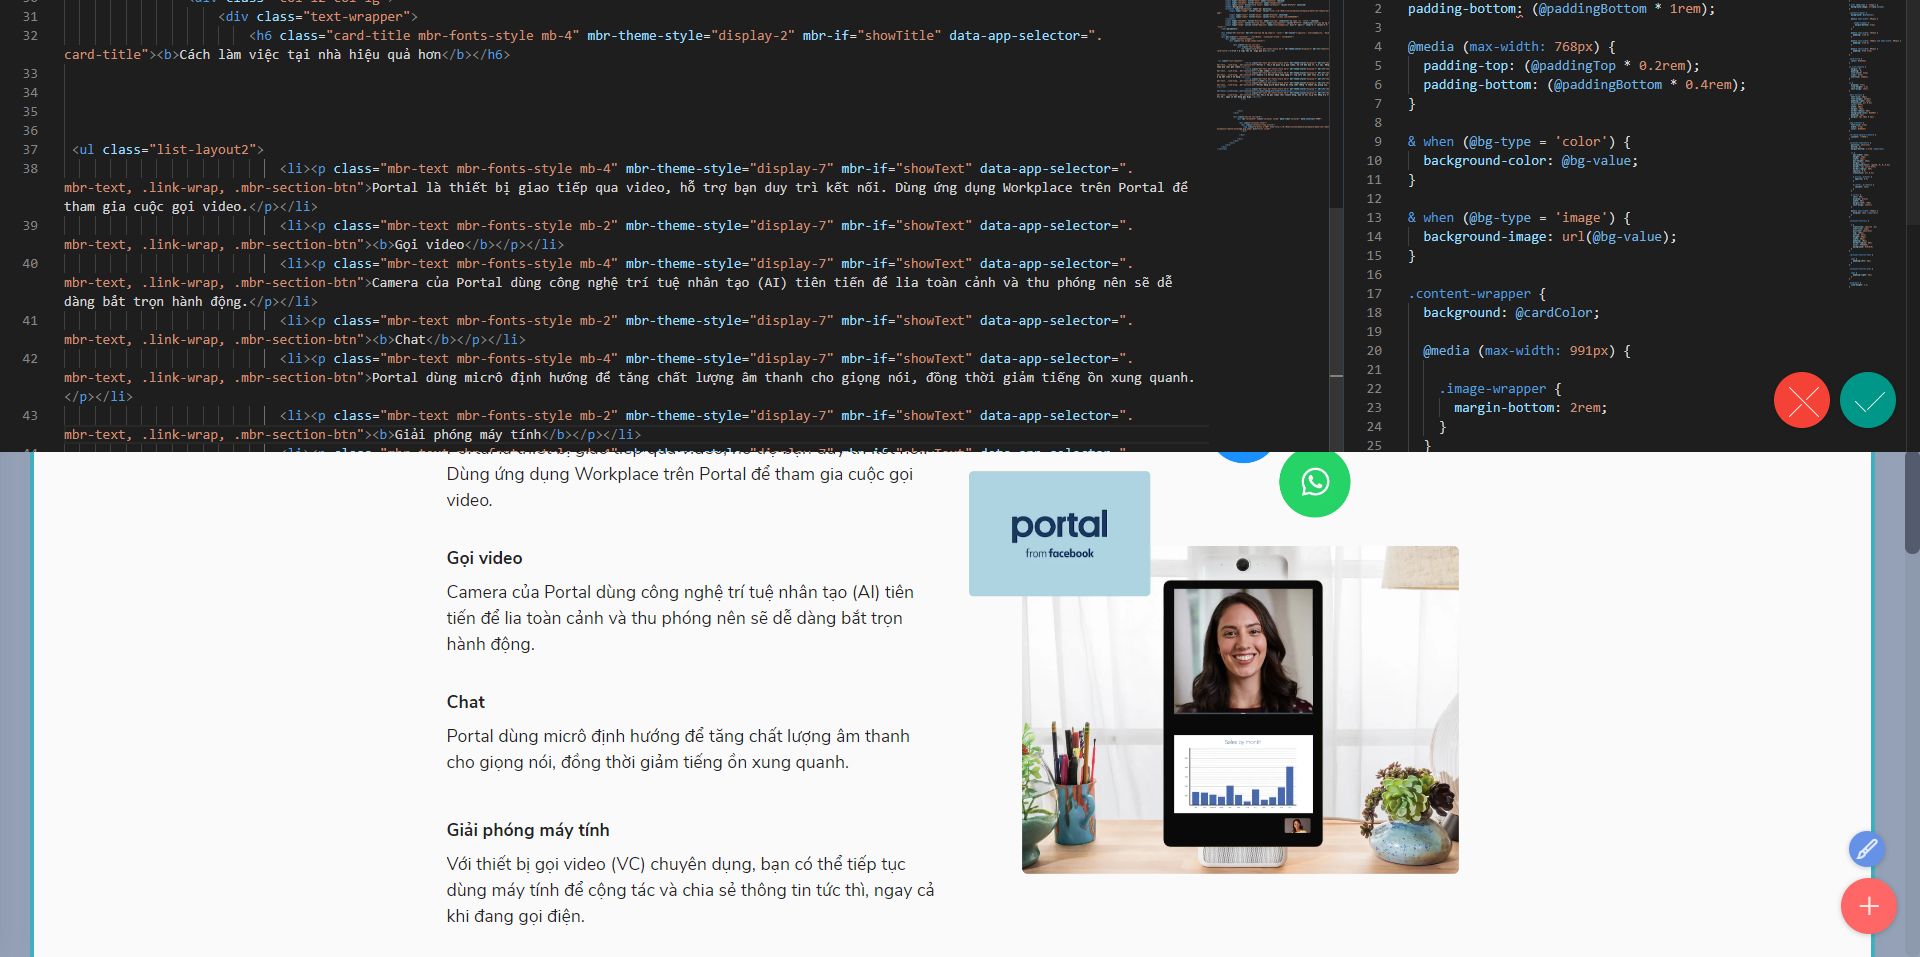 31 <div class="text-wrapper">
32 <h6 class="card-title mbr-fonts-style mb-4" mbr-theme-style="display-2" mbr-if="showTitle" data-app-selector=".
card-title"><b>Cách làm việc tại nhà hiệu quả hơn</b></h6>
33
34
35
36
37 <ul class="list-layout2">
38 <li><p class="mbr-text mbr-fonts-style mb-4" mbr-theme-style="display-7" mbr-if="showText" data-app-selector=".
mbr-text, .link-wrap, .mbr-section-btn">Portal là thiết bị giao tiếp qua video, hỗ trợ bạn duy trì kết nối. Dùng ứng dụng Workplace trên Portal để
tham gia cuộc gọi video.</p></li>
39 <li><p class="mbr-text mbr-fonts-style mb-2" mbr-theme-style="display-7" mbr-if="showText" data-app-selector=".
mbr-text, .link-wrap, .mbr-section-btn"><b>Gọi video</b></p></li>
40 <li><p class="mbr-text mbr-fonts-style mb-4" mbr-theme-style="display-7" mbr-if="showText" data-app-selector=".
mbr-text, .link-wrap, .mbr-section-btn">Camera của Portal dùng công nghệ trí tuệ nhân tạo (AI) tiên tiến để lia toàn cảnh và thu phóng nên sẽ dễ
dàng bắt trọn hành động.</p></li>
41 <li><p class="mbr-text mbr-fonts-style mb-2" mbr-theme-style="display-7" mbr-if="showText" data-app-selector=".
mbr-text, .link-wrap, .mbr-section-btn"><b>Chat</b></p></li>
42 <li><p class="mbr-text mbr-fonts-style mb-4" mbr-theme-style="display-7" mbr-if="showText" data-app-selector=".
mbr-text, .link-wrap, .mbr-section-btn">Portal dùng micrô định hướng để tăng chất lượng âm thanh cho giọng nói, đồng thời giảm tiếng ồn xung quanh.
</p></li>
43 <li><p class="mbr-text mbr-fonts-style mb-2" mbr-theme-style="display-7" mbr-if="showText" data-app-selector=".
mbr-text, .link-wrap, .mbr-section-btn"><b>Giải phóng máy tính</b></p></li>
2 padding-bottom: (@paddingBottom * 1rem);
3
4 @media (max-width: 768px) {
5 padding-top: (@paddingTop * 0.2rem);
6 padding-bottom: (@paddingBottom * 0.4rem);
7 }
8
9 & when (@bg-type = 'color') {
10 background-color: @bg-value;
11 }
12
13 & when (@bg-type = 'image') {
14 background-image: url(@bg-value);
15 }
16
17 .content-wrapper {
18 background: @cardColor;
19
20 @media (max-width: 991px) {
21
22 .image-wrapper {
23 margin-bottom: 2rem;
24 }
25 }
Dùng ứng dụng Workplace trên Portal để tham gia cuộc gọi
video.
Gọi video
Camera của Portal dùng công nghệ trí tuệ nhân tạo (AI) tiên
tiến để lia toàn cảnh và thu phóng nên sẽ dễ dàng bắt trọn
hành động.
Chat
Portal dùng micrô định hướng để tăng chất lượng âm thanh
cho giọng nói, đồng thời giảm tiếng ồn xung quanh.
Giải phóng máy tính
Với thiết bị gọi video (VC) chuyên dụng, bạn có thể tiếp tục
dùng máy tính để cộng tác và chia sẻ thông tin tức thì, ngay cả
khi đang gọi điện.
portal
from facebook
Sales by month